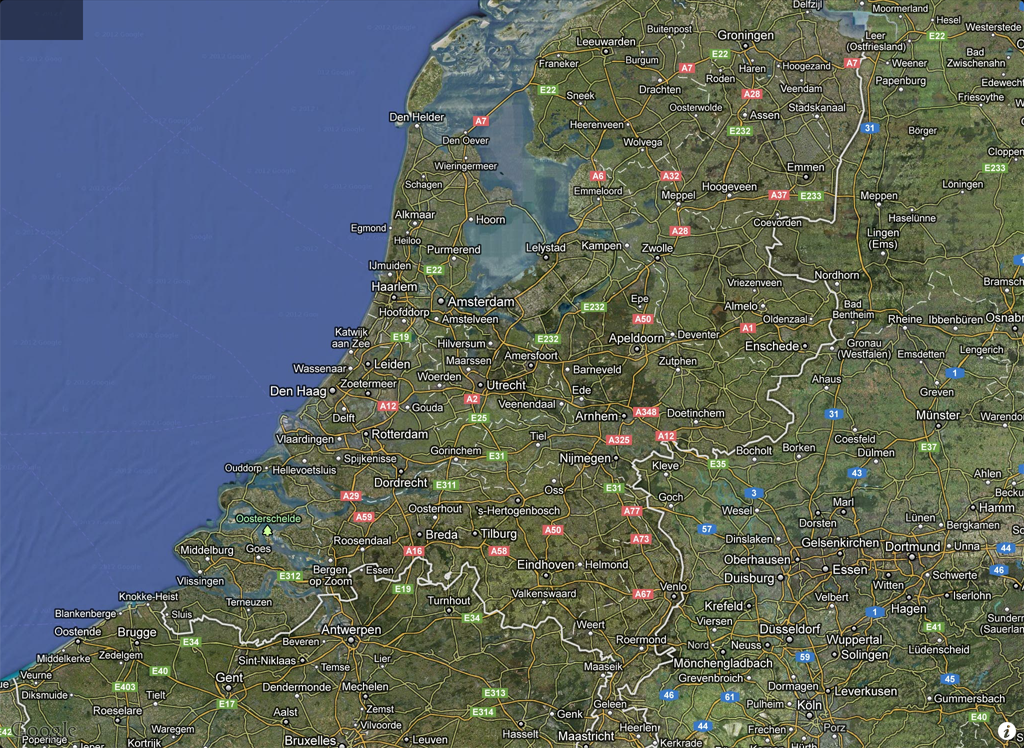 Delfzijl
Moormerland
Hesel
Westerstede
Buitenpost
Groningen
Leer
(Ostfriesland)
E22
Leeuwarden
E22
Bad
Zwischenahn
Franeker
Burgum
A7
Haren
Hoogezand
A7
Weener
Roden
Papenburg
Edewecht
E22
Sneek
Drachten
A28
Veendam
Friesoythe
Oosterwolde
Stadskanaal
Den Helder
A7
Assen
Heerenveen
E232
31
Börger
Den Oever
Wolvega
Cloppen
Wieringermeer
Emmen
E233
Schagen
A6
A32
Löningen
Emmeloord
Meppel
Hoogeveen
A37
E233
Meppen
Alkmaar
Hoorn
Haselünne
Egmond
Coevorden
Heiloo
A28
Lingen
(Ems)
Purmerend
Lelystad
Kampen
Zwolle
IJmuiden
E22
Nordhorn
Haarlem
Vriezenveen
Bramsch
Amsterdam
Epe
Almelo
Bad
Bentheim
Hoofddorp
E232
A50
Oldenzaal
Rheine
Ibbenbüren
Osnab
Amstelveen
Katwijk
aan Zee
E19
Hilversum
E232
Apeldoorn
Deventer
A1
Enschede
Gronau
(Westfalen)
Lengerich
Maarssen
Amersfoort
Emsdetten
Wassenaar
Leiden
Zutphen
Woerden
Barneveld
1
Zoetermeer
Utrecht
Ahaus
Den Haag
Ede
Greven
A12
Gouda
A2
Veenendaal
Arnhem
A348
Doetinchem
31
Münster
Warendo
Delft
E25
Vlaardingen
Rotterdam
Tiel
A325
A12
Coesfeld
E37
Gorinchem
E31
Bocholt
Borken
Dülmen
Spijkenisse
Nijmegen
E35
Ouddorp
Hellevoetsluis
Kleve
43
Ahlen
Dordrecht
E311
Oss
E31
3
Becku
A29
Goch
Marl
Hamm
A59
Oosterhout
's-Hertogenbosch
A77
Wesel
Dorsten
Lünen
Oosterschelde
Bergkamen
57
Roosendaal
Breda
Tilburg
A50
A73
Dinslaken
Gelsenkirchen
Middelburg
Goes
A16
A58
Dortmund
Unna
44
Oberhausen
Essen
Bergen
op Zoom
Essen
Eindhoven
Helmond
Duisburg
46
E312
Schwerte
Vlissingen
E19
Witten
Iserlohn
Knokke-Heist
Valkenswaard
A67
Venlo
Velbert
Terneuzen
Turnhout
Krefeld
Hagen
Blankenberge
Sluis
E34
Viersen
1
Sundern
(Sauerlan
Oostende
Brugge
Antwerpen
Weert
Düsseldorf
E41
E34
Beveren
Roermond
Nord
Neuss
Wuppertal
Lüdenscheid
Middelkerke
Zedelgem
Sint-Niklaas
Lier
Maaseik
Mönchengladbach
59
Solingen
Veurne
E40
Temse
Grevenbroich
45
Gent
Dendermonde
Mechelen
Dormagen
Diksmuide
E403
Tielt
E313
46
61
Leverkusen
Gummersbach
Roeselare
E17
Aalst
Zemst
E314
Genk
Geleen
Pulheim
Köln
E40
E42
Google
Waregem
Vilvoorde
Hasselt
Heerlen
44
Frechen
Porz
Poperinge
Ieper
Kortrijk
Bruxelles
Leuven
Maastricht
Kerkrade
Hürth